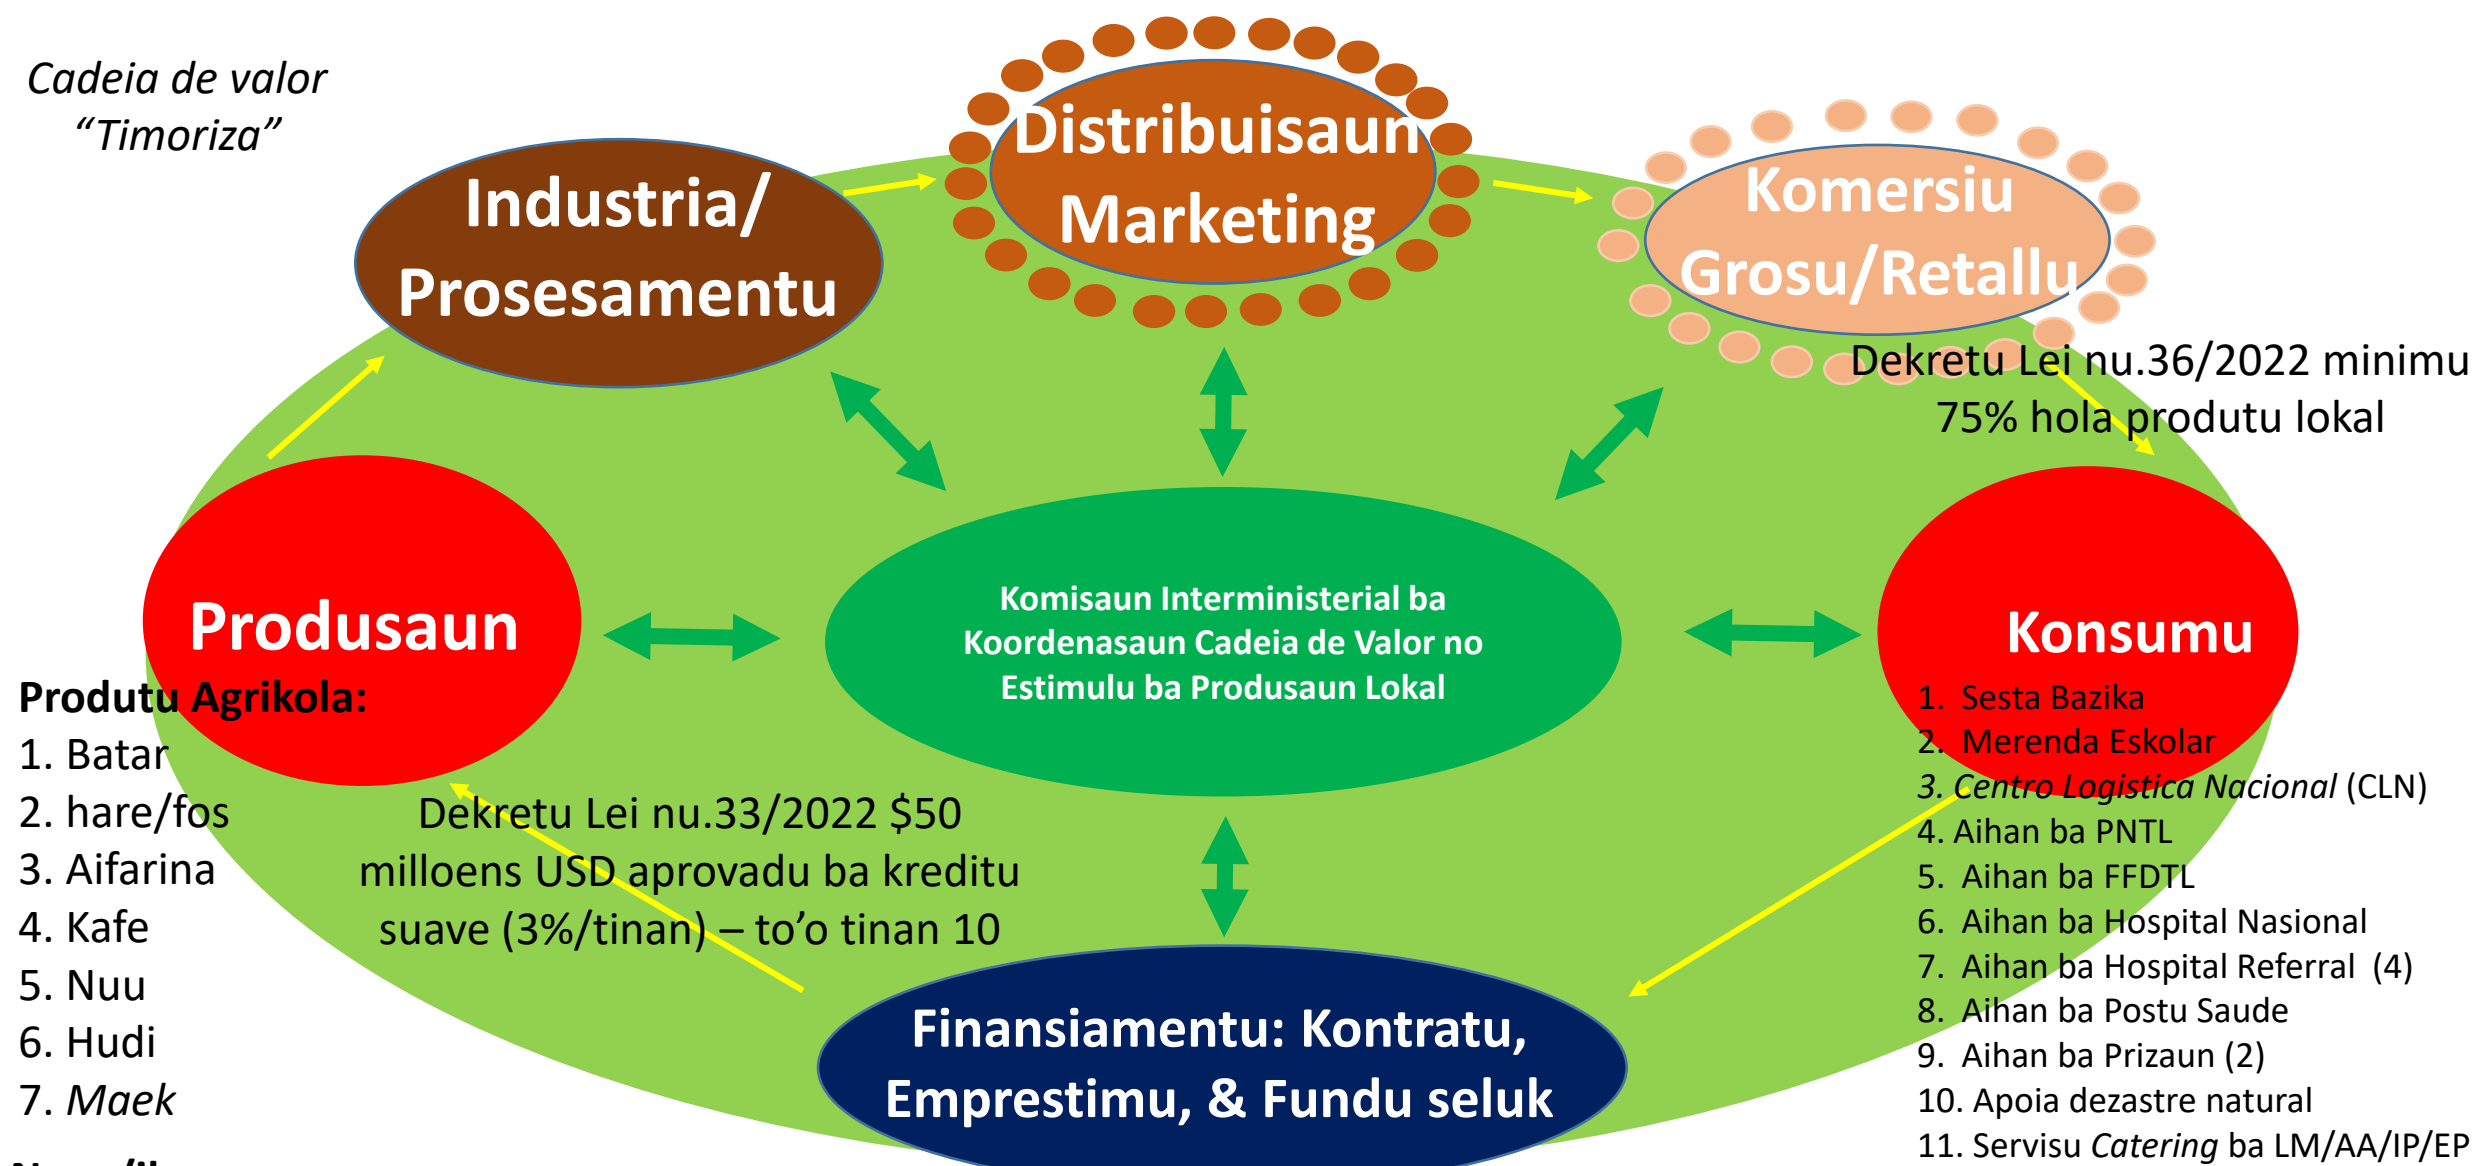 Cadeia de valor
“Timoriza”
Industria/
Prosesamentu
Distribuisaun
Marketing
Komersiu
Grosu/Retallu
Dekretu Lei nu.36/2022 minimu
75% hola produtu lokal
Produsaun
Komisaun Interministerial ba
Koordenasaun Cadeia de Valor no
Estimulu ba Produsaun Lokal
Konsumu
Produtu Agrikola:
1. Batar
2. hare/fos
3. Aifarina
4. Kafe
5. Nuu
6. Hudi
7. Maek
Dekretu Lei nu.33/2022 $50
milloens USD aprovadu ba kreditu
suave (3%/tinan) – to’o tinan 10
Finansiamentu: Kontratu,
Emprestimu, & Fundu seluk
1. Sesta Bazika
2. Merenda Eskolar
3. Centro Logistica Nacional (CLN)
4. Aihan ba PNTL
5. Aihan ba FFDTL
6. Aihan ba Hospital Nasional
7. Aihan ba Hospital Referral (4)
8. Aihan ba Postu Saude
9. Aihan ba Prizaun (2)
10. Apoia dezastre natural
11. Servisu Catering ba LM/AA/IP/EP